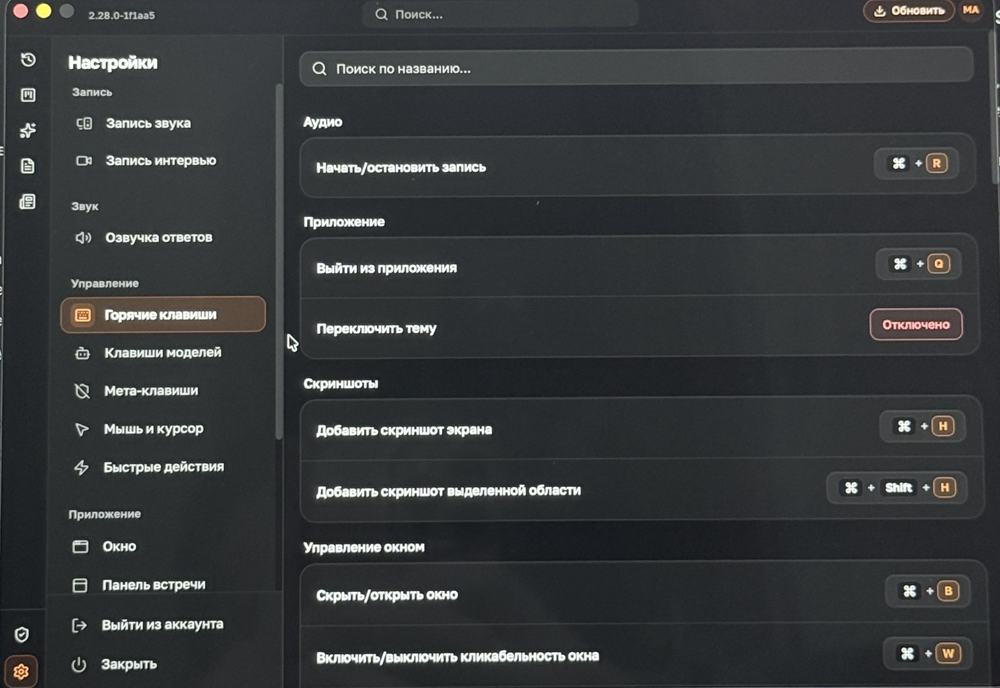 2.28.0-1f1aa5
Поиск...
Обновить
MA
Настройки
Запись
Запись звука
Запись интервью
Звук
Озвучка ответов
Управление
Горячие клавиши
Клавиши моделей
Мета-клавиши
Мышь и курсор
Быстрые действия
Приложение
Окно
Панель встречи
Выйти из аккаунта
Закрыть
Поиск по названию...
Аудио
Начать/остановить запись ⌘ + R
Приложение
Выйти из приложения ⌘ + Q
Переключить тему Отключено
Скриншоты
Добавить скриншот экрана ⌘ + H
Добавить скриншот выделенной области ⌘ + Shift + H
Управление окном
Скрыть/открыть окно ⌘ + B
Включить/выключить кликабельность окна ⌘ + W